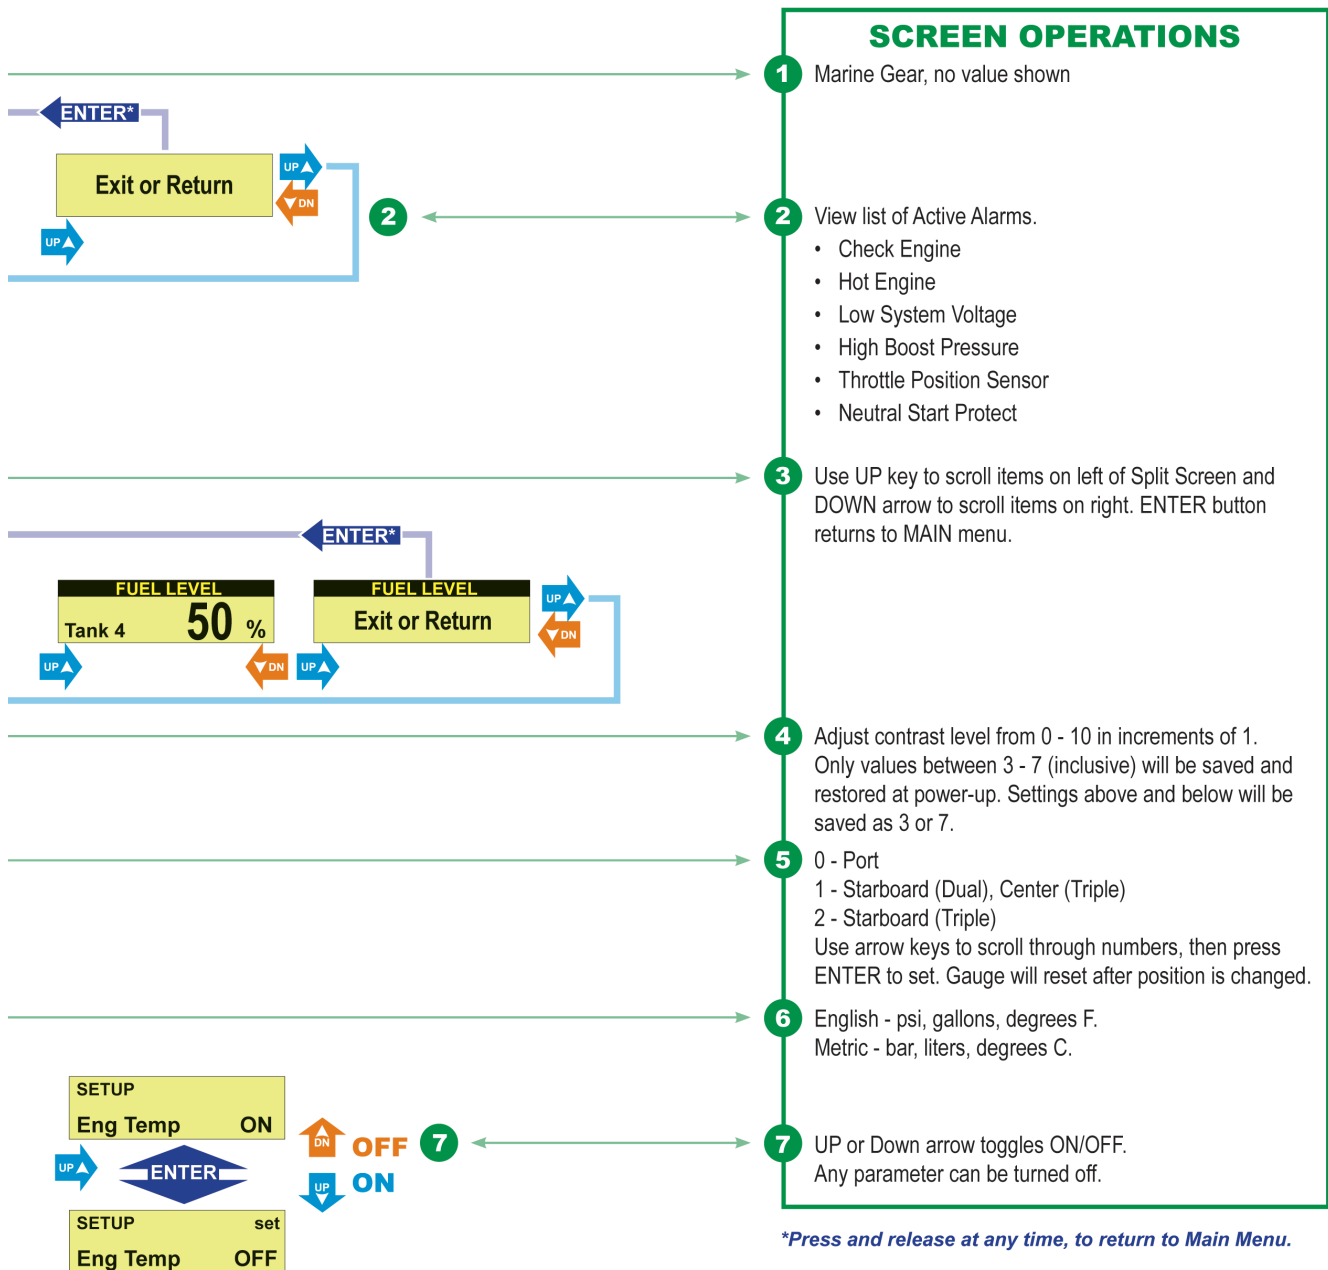 SCREEN OPERATIONS
1 Marine Gear, no value shown
ENTER*
Exit or Return
UP
DN
UP
2
2 View list of Active Alarms.
• Check Engine
• Hot Engine
• Low System Voltage
• High Boost Pressure
• Throttle Position Sensor
• Neutral Start Protect
3 Use UP key to scroll items on left of Split Screen and
DOWN arrow to scroll items on right. ENTER button
returns to MAIN menu.
ENTER*
FUEL LEVEL
Tank 4 50 %
UP
DN
FUEL LEVEL
Exit or Return
UP
DN
UP
4 Adjust contrast level from 0 - 10 in increments of 1.
Only values between 3 - 7 (inclusive) will be saved and
restored at power-up. Settings above and below will be
saved as 3 or 7.
5 0 - Port
1 - Starboard (Dual), Center (Triple)
2 - Starboard (Triple)
Use arrow keys to scroll through numbers, then press
ENTER to set. Gauge will reset after position is changed.
6 English - psi, gallons, degrees F.
Metric - bar, liters, degrees C.
SETUP
Eng Temp ON
UP
ENTER
DN OFF
UP ON
7
SETUP set
Eng Temp OFF
7 UP or Down arrow toggles ON/OFF.
Any parameter can be turned off.
*Press and release at any time, to return to Main Menu.